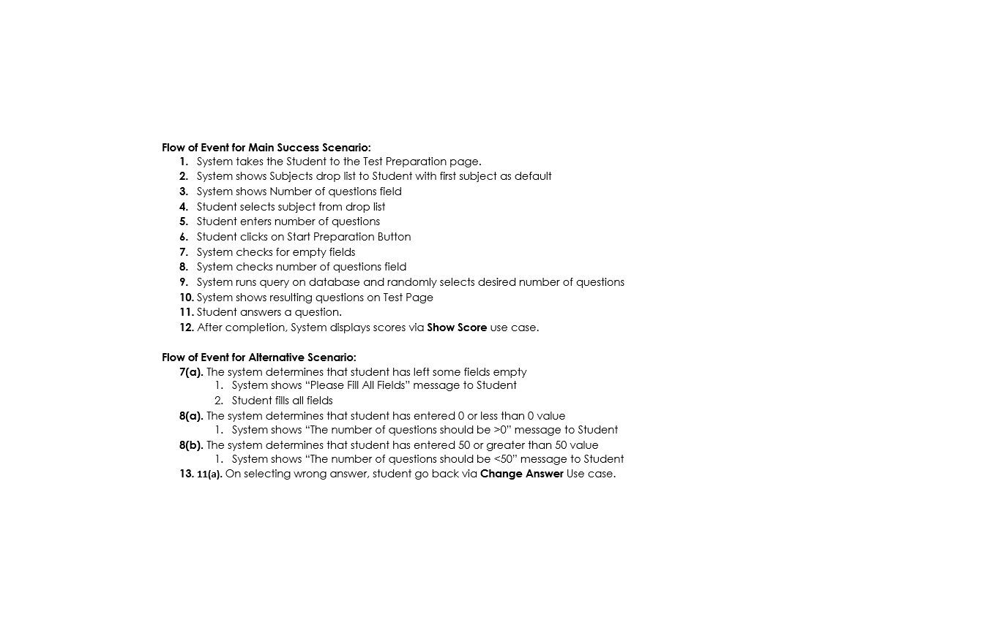 Flow of Event for Main Success Scenario:
1. System takes the Student to the Test Preparation page.
2. System shows Subjects drop list to Student with first subject as default
3. System shows Number of questions field
4. Student selects subject from drop list
5. Student enters number of questions
6. Student clicks on Start Preparation Button
7. System checks for empty fields
8. System checks number of questions field
9. System runs query on database and randomly selects desired number of questions
10. System shows resulting questions on Test Page
11. Student answers a question.
12. After completion, System displays scores via Show Score use case.
Flow of Event for Alternative Scenario:
7(a). The system determines that student has left some fields empty
1. System shows “Please Fill All Fields” message to Student
2. Student fills all fields
8(a). The system determines that student has entered 0 or less than 0 value
1. System shows “The number of questions should be >0” message to Student
8(b). The system determines that student has entered 50 or greater than 50 value
1. System shows “The number of questions should be <50” message to Student
13. 11(a). On selecting wrong answer, student go back via Change Answer Use case.